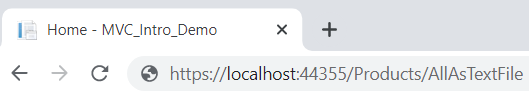 Home - MVC_Intro_Demo
https://localhost:44355/Products/AllAsTextFile